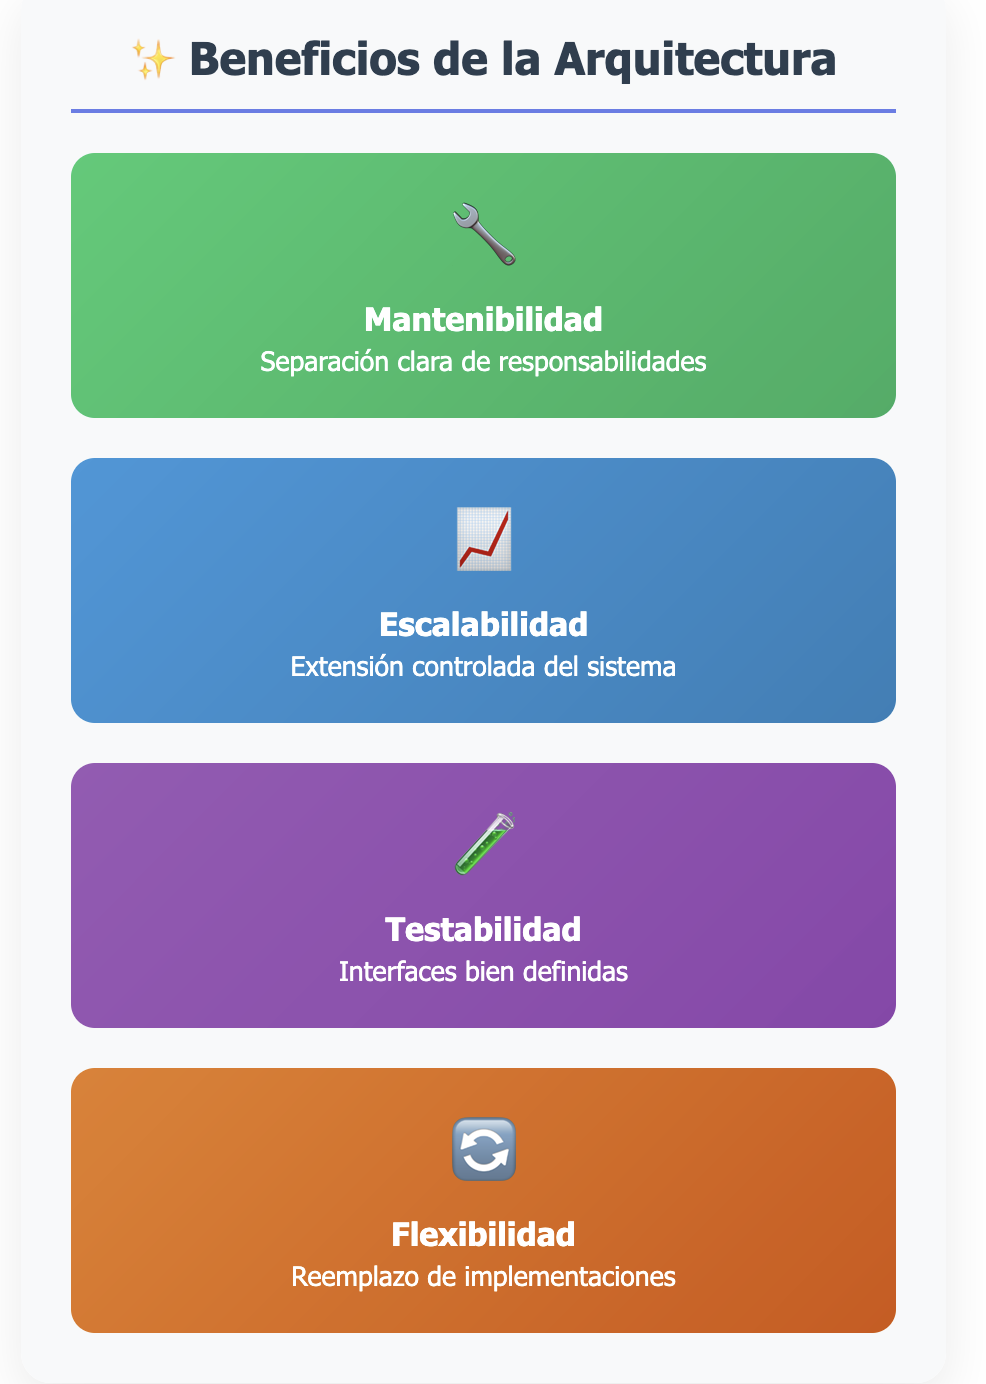 ✨ Beneficios de la Arquitectura
Mantenibilidad
Separación clara de responsabilidades
Escalabilidad
Extensión controlada del sistema
Testabilidad
Interfaces bien definidas
Flexibilidad
Reemplazo de implementaciones